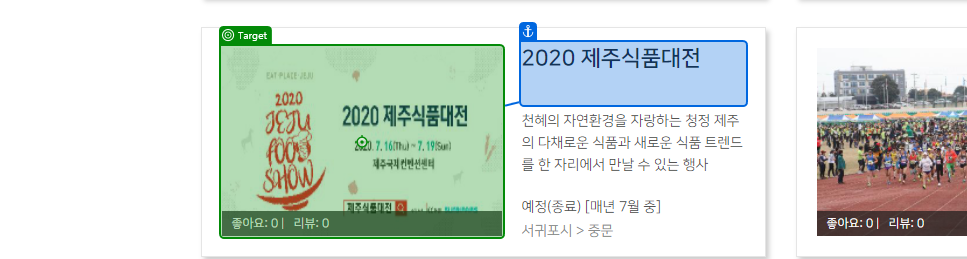 Target
EAT PLACE JEJU
2020
JEJU
FOOD
SHOW
2020 제주식품대전
2020. 7. 16(Thu) ~ 7. 19(Sun)
제주국제컨벤션센터
제주식품대전
좋아요: 0 | 리뷰: 0
2020 제주식품대전
천혜의 자연환경을 자랑하는 청정 제주
의 다채로운 식품과 새로운 식품 트렌드
를 한 자리에서 만날 수 있는 행사
예정(종료) [매년 7월 중]
서귀포시 > 중문
좋아요: 0 | 리뷰: 0